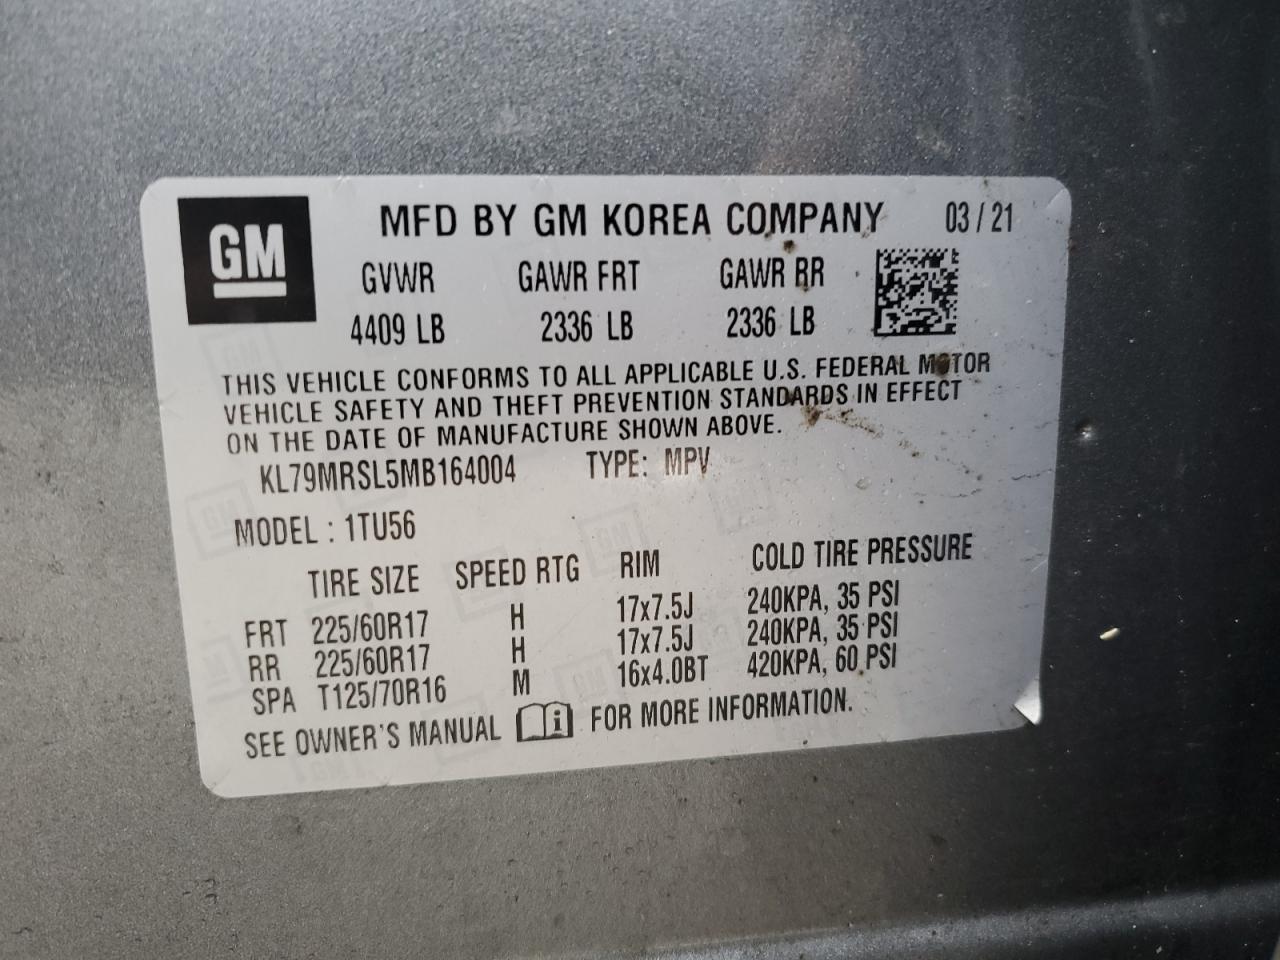 GM
MFD BY GM KOREA COMPANY 03/21
GVWR GAWR FRT GAWR RR
4409 LB 2336 LB 2336 LB
THIS VEHICLE CONFORMS TO ALL APPLICABLE U.S. FEDERAL MOTOR
VEHICLE SAFETY AND THEFT PREVENTION STANDARDS IN EFFECT
ON THE DATE OF MANUFACTURE SHOWN ABOVE.
KL79MRSL5MB164004 TYPE: MPV
MODEL : 1TU56
TIRE SIZE SPEED RTG RIM COLD TIRE PRESSURE
FRT 225/60R17 H 17x7.5J 240KPA, 35 PSI
RR 225/60R17 H 17x7.5J 240KPA, 35 PSI
SPA T125/70R16 M 16x4.0BT 420KPA, 60 PSI
SEE OWNER'S MANUAL i FOR MORE INFORMATION.